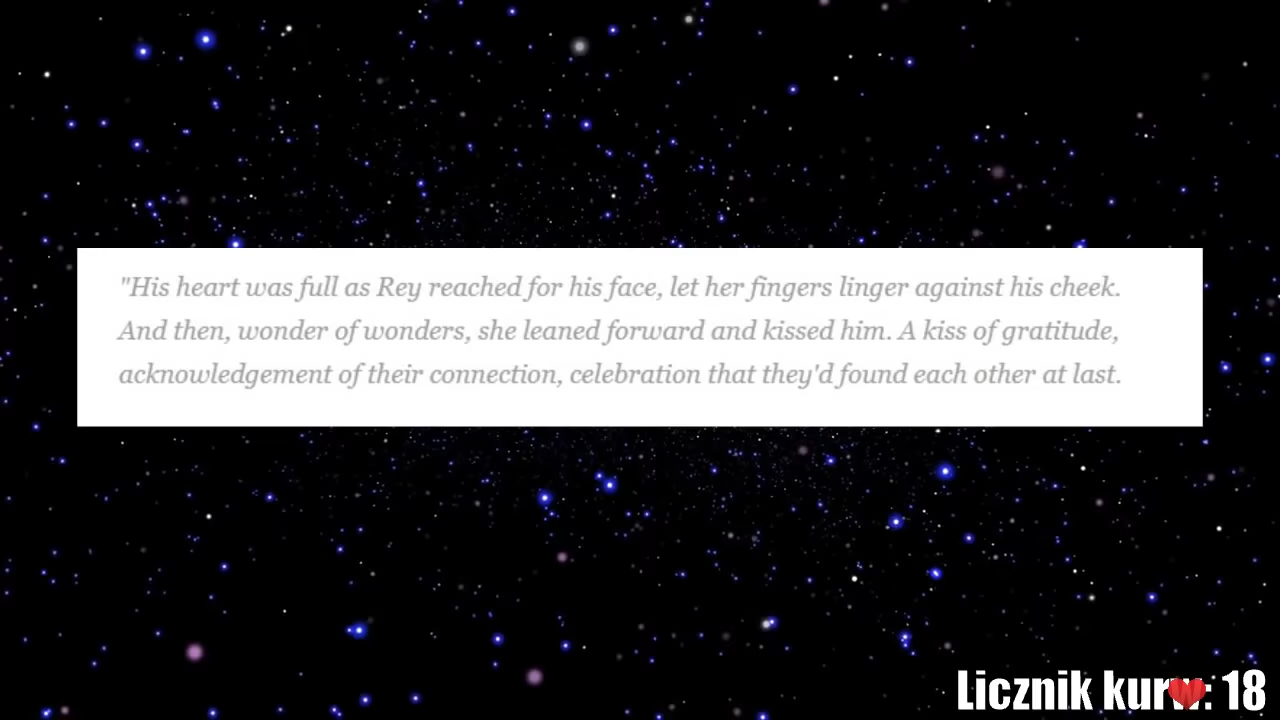 "His heart was full as Rey reached for his face, let her fingers linger against his cheek.
And then, wonder of wonders, she leaned forward and kissed him. A kiss of gratitude,
acknowledgement of their connection, celebration that they'd found each other at last.
Licznik kurw: 18